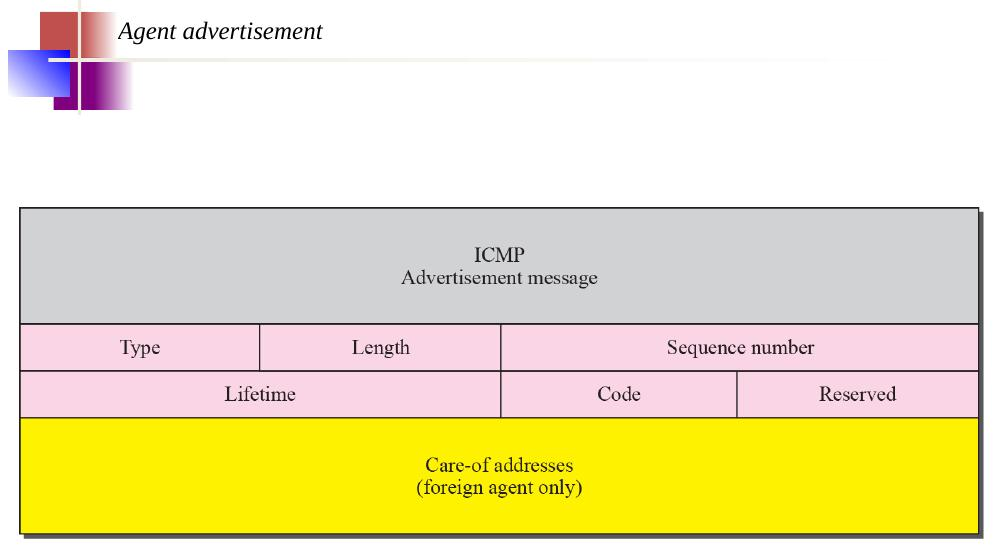 Agent advertisement
ICMP
Advertisement message
Type
Length
Sequence number
Lifetime
Code
Reserved
Care-of addresses
(foreign agent only)